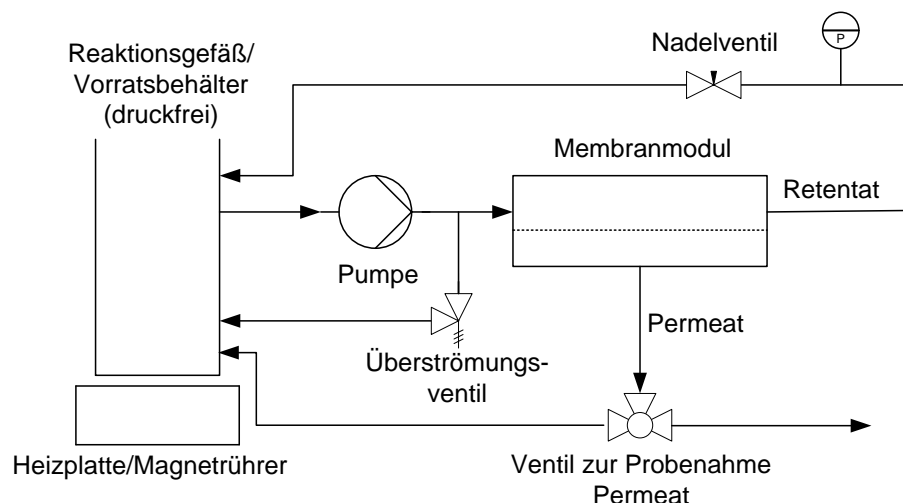 Reaktionsgefäß/
Vorratsbehälter
(druckfrei)
Nadelventil
P
Membranmodul
Retentat
Pumpe
Permeat
Überströmungs-
ventil
Heizplatte/Magnetrührer
Ventil zur Probenahme
Permeat